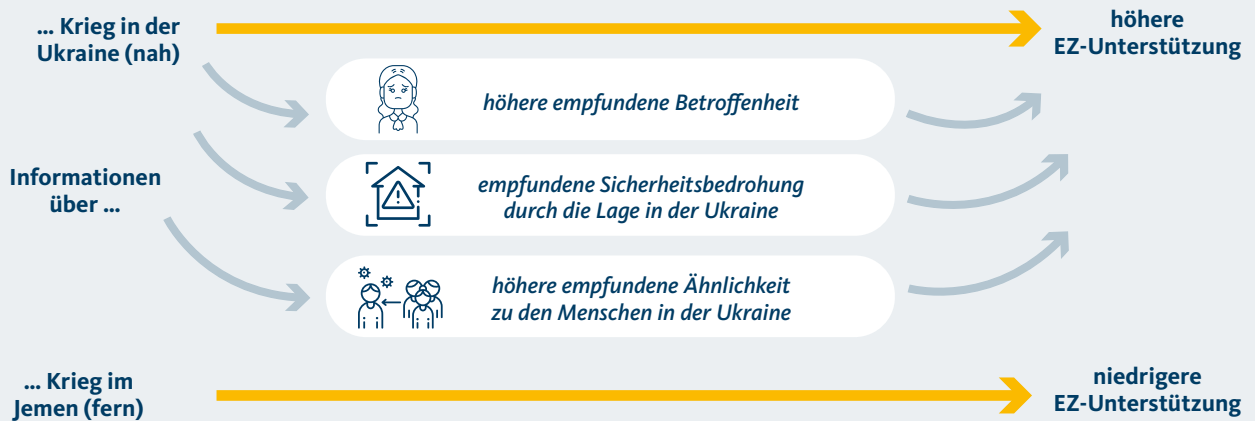 ... Krieg in der
Ukraine (nah)
höhere
EZ-Unterstützung
höhere empfundene Betroffenheit
Informationen
über ...
empfundene Sicherheitsbedrohung
durch die Lage in der Ukraine
höhere empfundene Ähnlichkeit
zu den Menschen in der Ukraine
... Krieg im
Jemen (fern)
niedrigere
EZ-Unterstützung